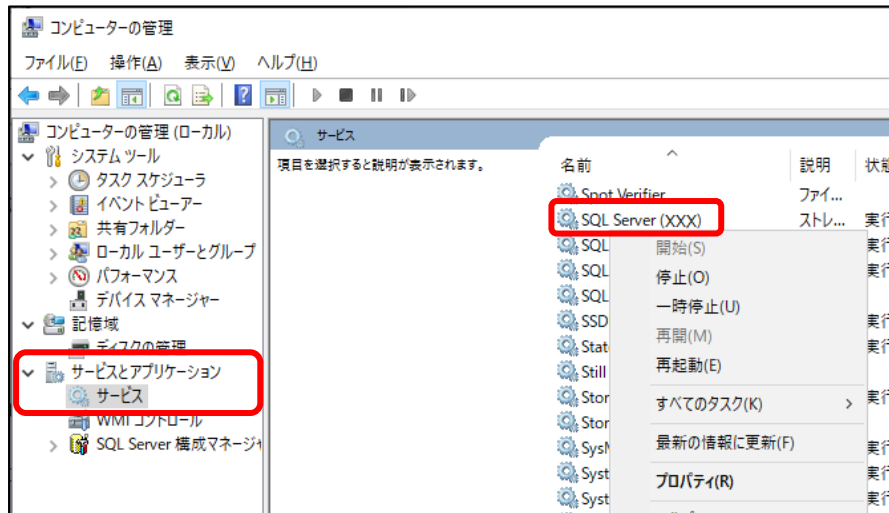 コンピューターの管理
ファイル(F) 操作(A) 表示(V) ヘルプ(H)
コンピューターの管理 (ローカル)
システム ツール
タスク スケジューラ
イベント ビューアー
共有フォルダー
ローカル ユーザーとグループ
パフォーマンス
デバイス マネージャー
記憶域
ディスクの管理
サービスとアプリケーション
サービス
WMI コントロール
SQL Server 構成マネージャ
サービス
項目を選択すると説明が表示されます。
名前 説明 状態
Spot Verifier ファイ...
SQL Server (XXX) ストレ... 実行
SQL 実行
SQL 実行
SQL
SSD 実行
State 実行
Still
Stor 実行
Stor
SysM 実行
Syst 実行
Syst 実行
開始(S)
停止(O)
一時停止(U)
再開(M)
再起動(E)
すべてのタスク(K)
最新の情報に更新(F)
プロパティ(R)